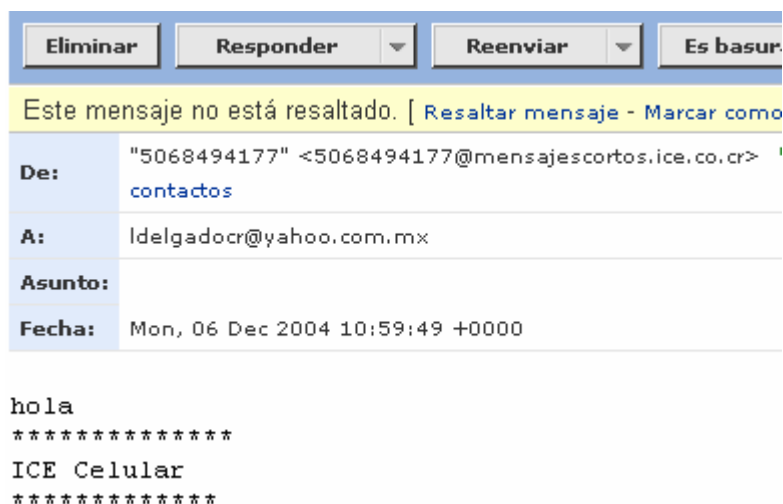 Eliminar Responder Reenviar Es basur
Este mensaje no está resaltado. [ Resaltar mensaje - Marcar como
De: "5068494177" <5068494177@mensajescortos.ice.co.cr>
contactos
A: ldelgadocr@yahoo.com.mx
Asunto:
Fecha: Mon, 06 Dec 2004 10:59:49 +0000
hola
**************
ICE Celular
*************